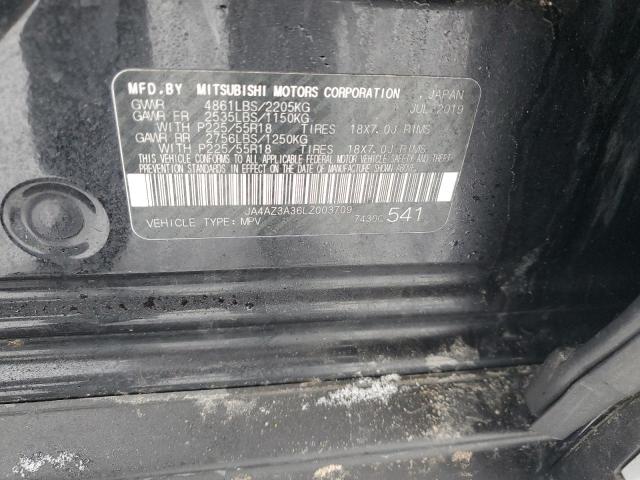 MFD.BY MITSUBISHI MOTORS CORPORATION , JAPAN
GVWR 4861LBS/2205KG JUL.2019
GAWR FR 2535LBS/1150KG
WITH P225/55R18 TIRES 18X7.0J RIMS
GAWR RR 2756LBS/1250KG
WITH P225/55R18 TIRES 18X7.0J RIMS
THIS VEHICLE CONFORMS TO ALL APPLICABLE FEDERAL MOTOR VEHICLE SAFETY AND THEFT
PREVENTION STANDARDS IN EFFECT ON THE DATE OF MANUFACTURE SHOWN ABOVE.
JA4AZ3A36LZ003709
VEHICLE TYPE: MPV 541